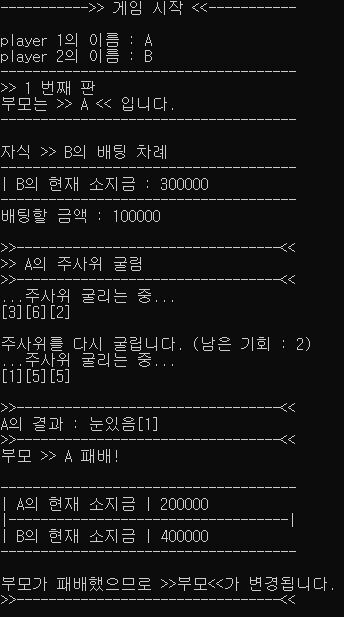 ----------->> 게임 시작 <<-----------
player 1의 이름 : A
player 2의 이름 : B
-------------------------------------
>> 1 번째 판
부모는 >> A << 입니다.
-------------------------------------
자식 >> B의 배팅 차례
-------------------------------------
| B의 현재 소지금 : 300000
-------------------------------------
배팅할 금액 : 100000
>>---------------------------------<<
>> A의 주사위 굴림
>>---------------------------------<<
...주사위 굴리는 중...
[3][6][2]
주사위를 다시 굴립니다. (남은 기회 : 2)
...주사위 굴리는 중...
[1][5][5]
>>---------------------------------<<
A의 결과 : 눈있음[1]
>>---------------------------------<<
부모 >> A 패배!
-------------------------------------
| A의 현재 소지금 | 200000
|-----------------------------------|
| B의 현재 소지금 | 400000
-------------------------------------
부모가 패배했으므로 >>부모<<가 변경됩니다.
>>---------------------------------<<